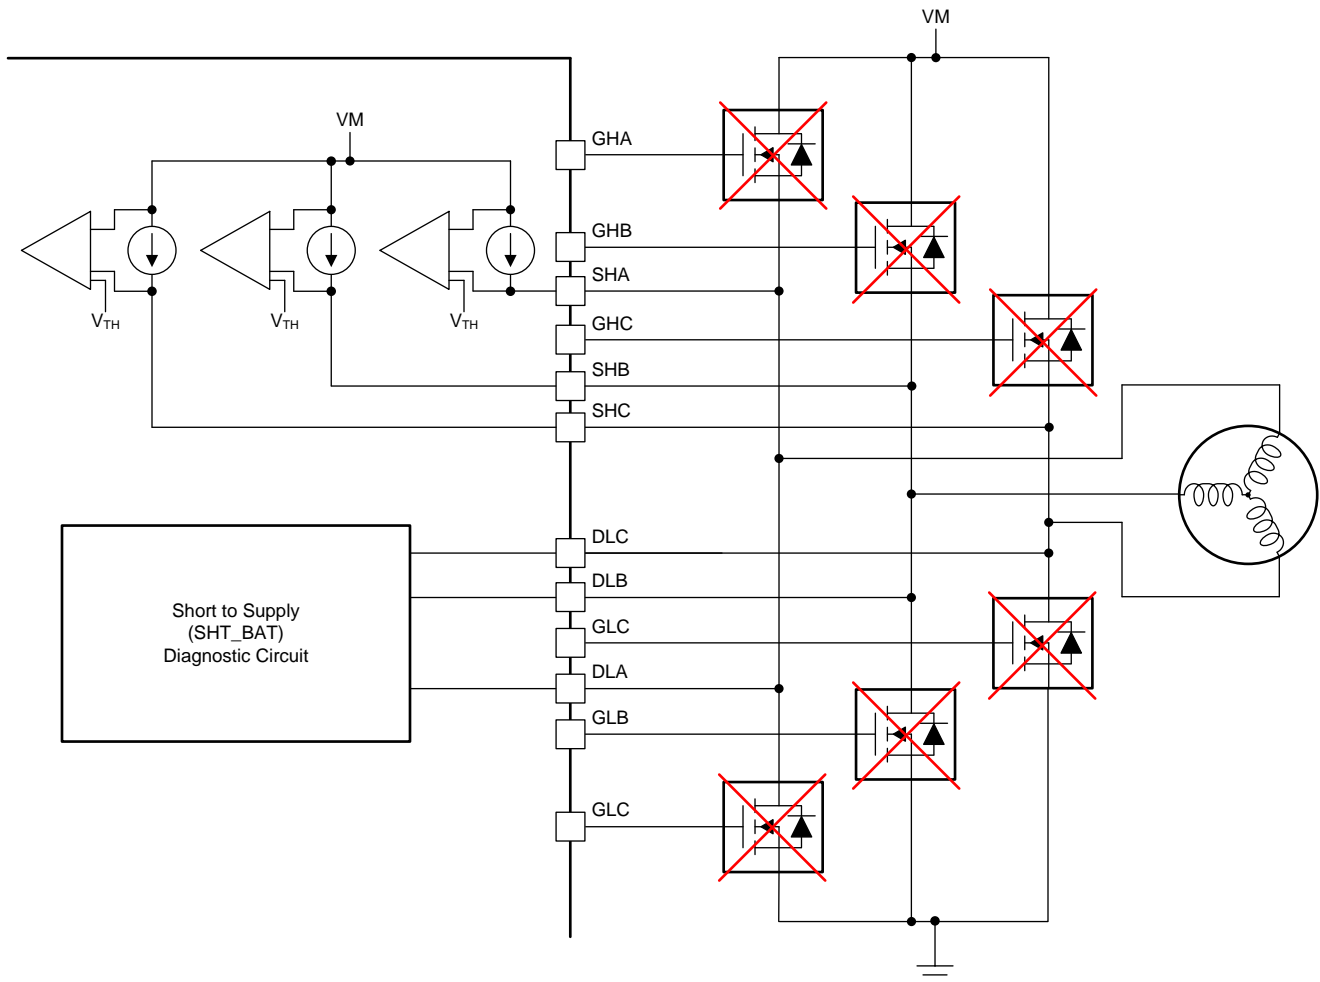 VM
VM
GHA
GHB
SHA
GHC
SHB
SHC
VTH
VTH
VTH
DLC
DLB
GLC
DLA
GLB
GLC
Short to Supply
(SHT_BAT)
Diagnostic Circuit